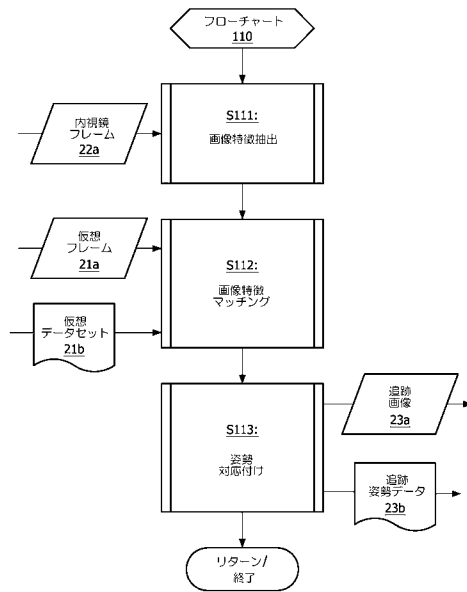 フローチャート
110
内視鏡
フレーム
22a
S111:
画像特徴抽出
仮想
フレーム
21a
S112:
画像特徴
マッチング
仮想
データセット
21b
S113:
姿勢
対応付け
追跡
画像
23a
追跡
姿勢データ
23b
リターン/
終了